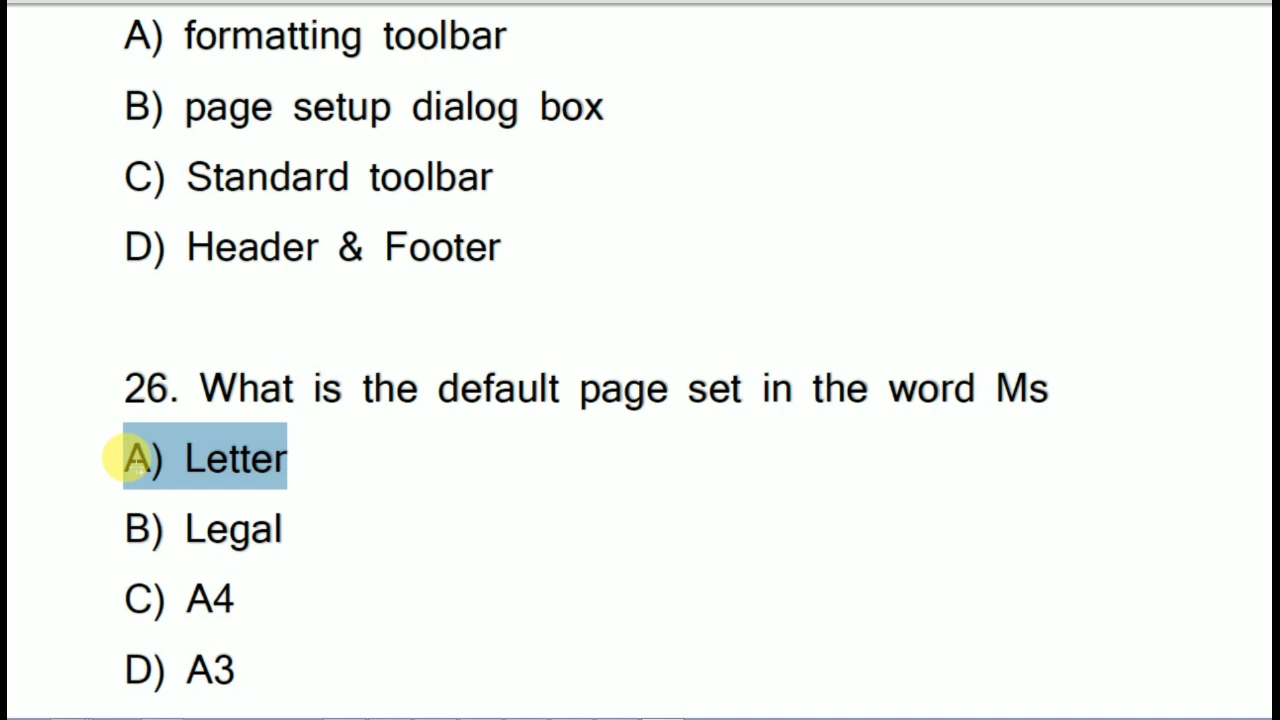 A) formatting toolbar
B) page setup dialog box
C) Standard toolbar
D) Header & Footer
26. What is the default page set in the word Ms
A) Letter
B) Legal
C) A4
D) A3